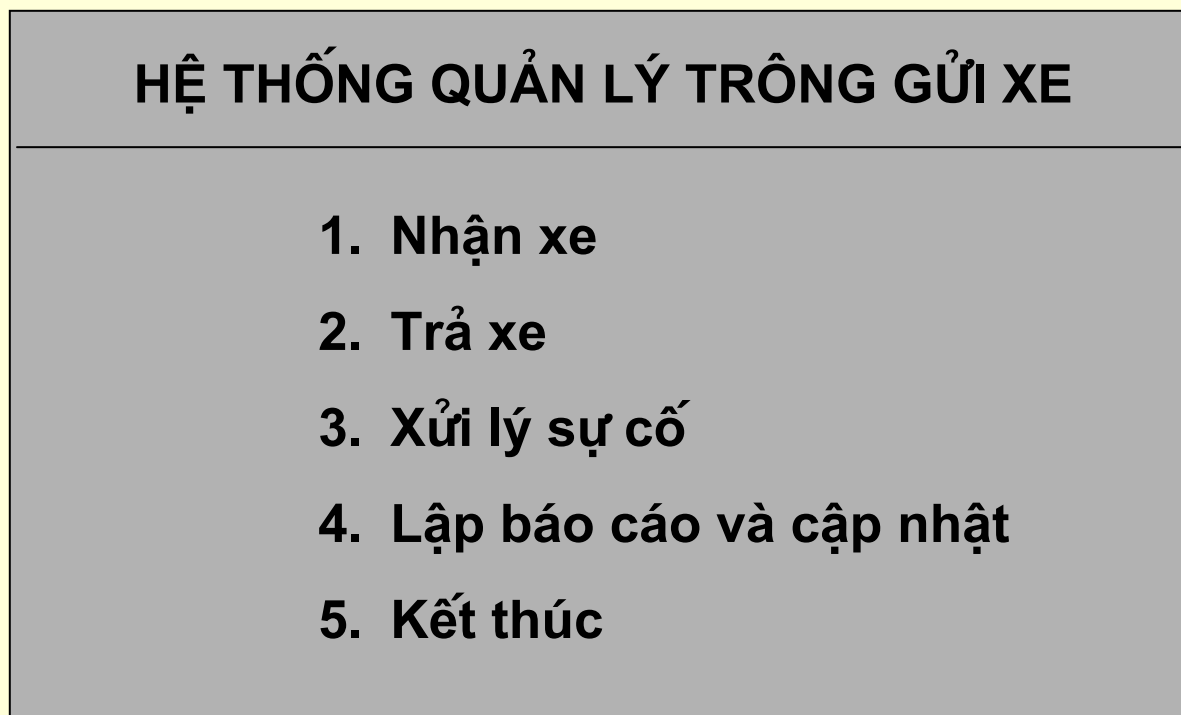 HỆ THỐNG QUẢN LÝ TRÔNG GỬI XE
1. Nhận xe
2. Trả xe
3. Xửi lý sự cố
4. Lập báo cáo và cập nhật
5. Kết thúc